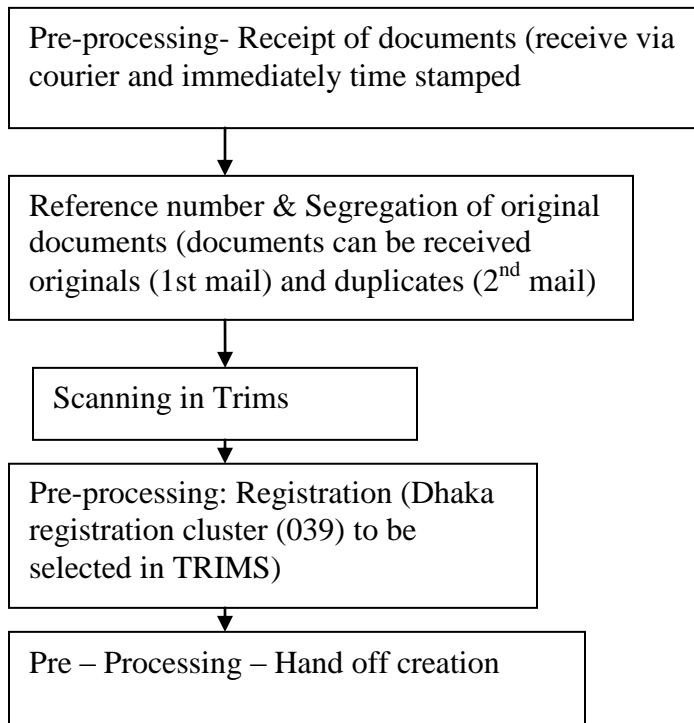 Pre-processing- Receipt of documents (receive via
courier and immediately time stamped
Reference number & Segregation of original
documents (documents can be received
originals (1st mail) and duplicates (2nd mail)
Scanning in Trims
Pre-processing: Registration (Dhaka
registration cluster (039) to be
selected in TRIMS)
Pre – Processing – Hand off creation